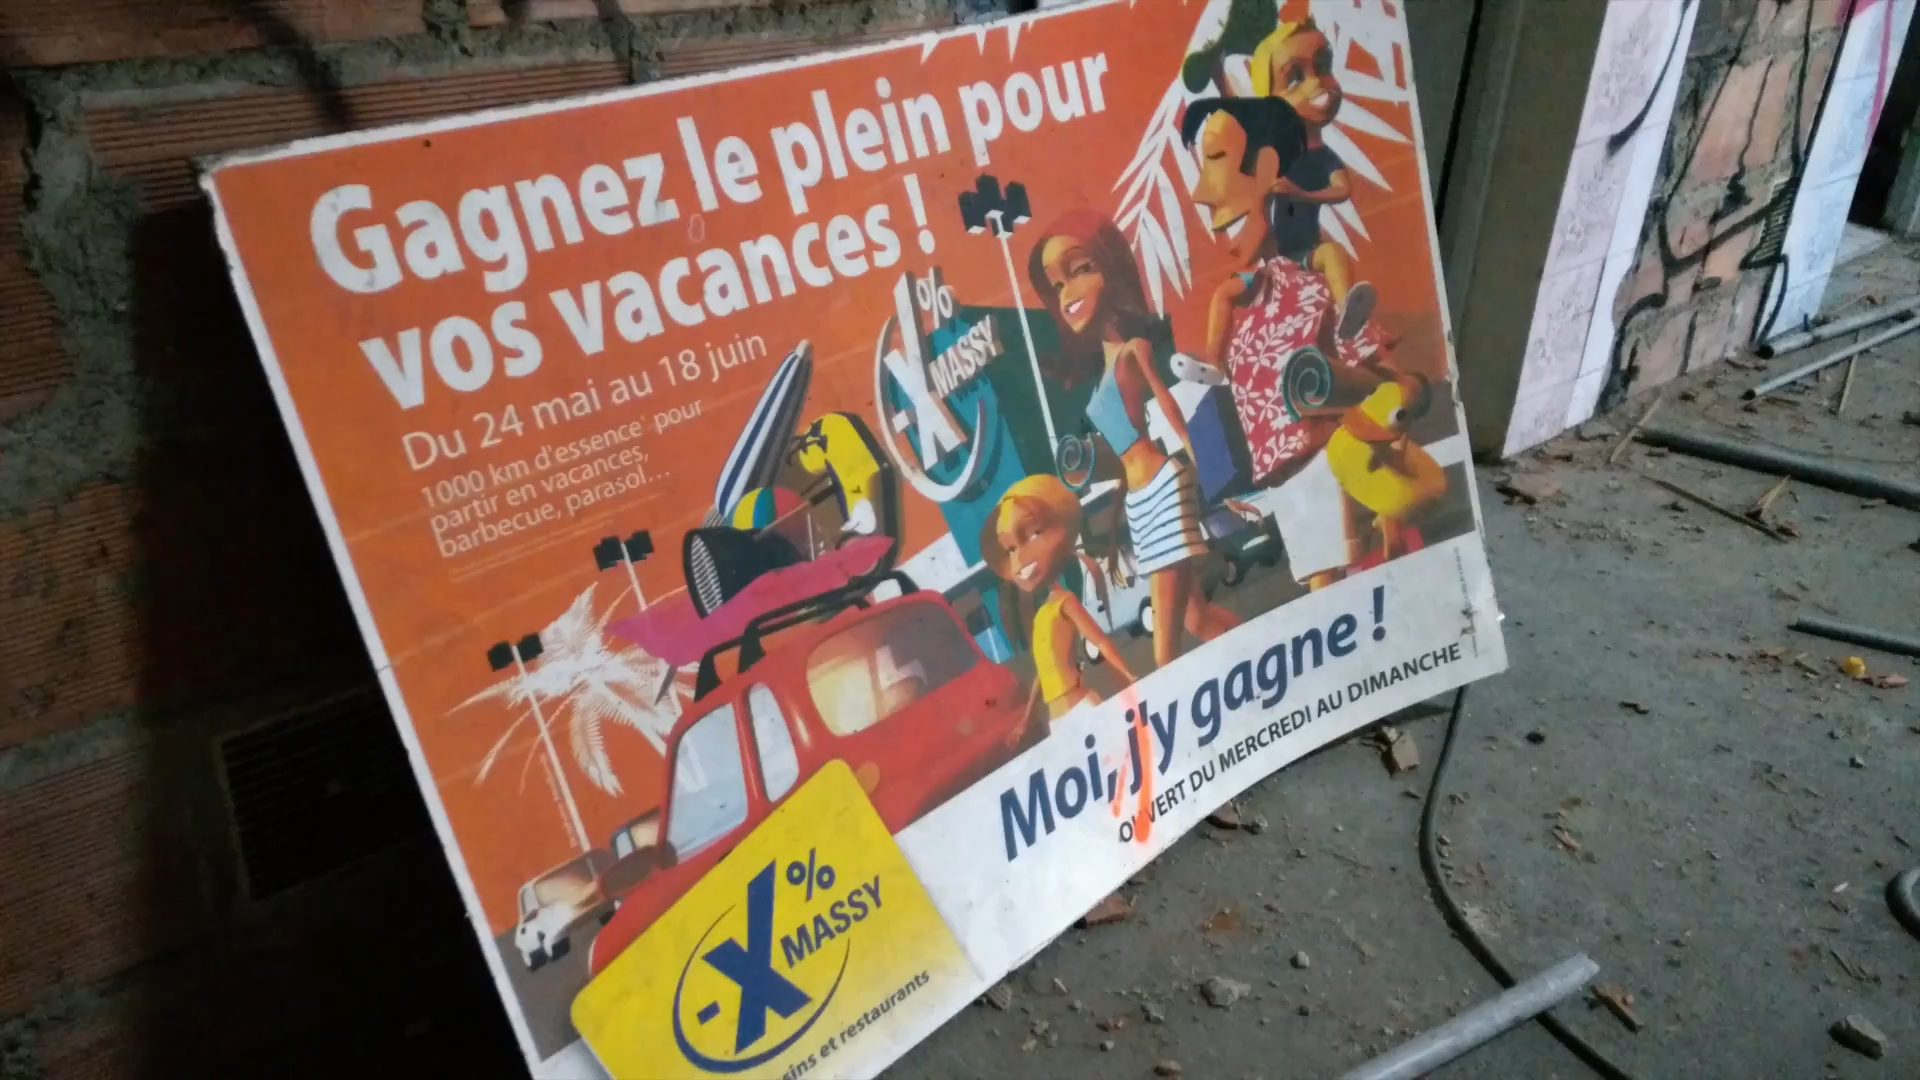 Gagnez le plein pour
vos vacances !
Du 24 mai au 18 juin
1000 km d'essence* pour
partir en vacances,
barbecue, parasol...
-X%
MASSY
Moi, j'y gagne !
OUVERT DU MERCREDI AU DIMANCHE
-X%
MASSY
et restaurants